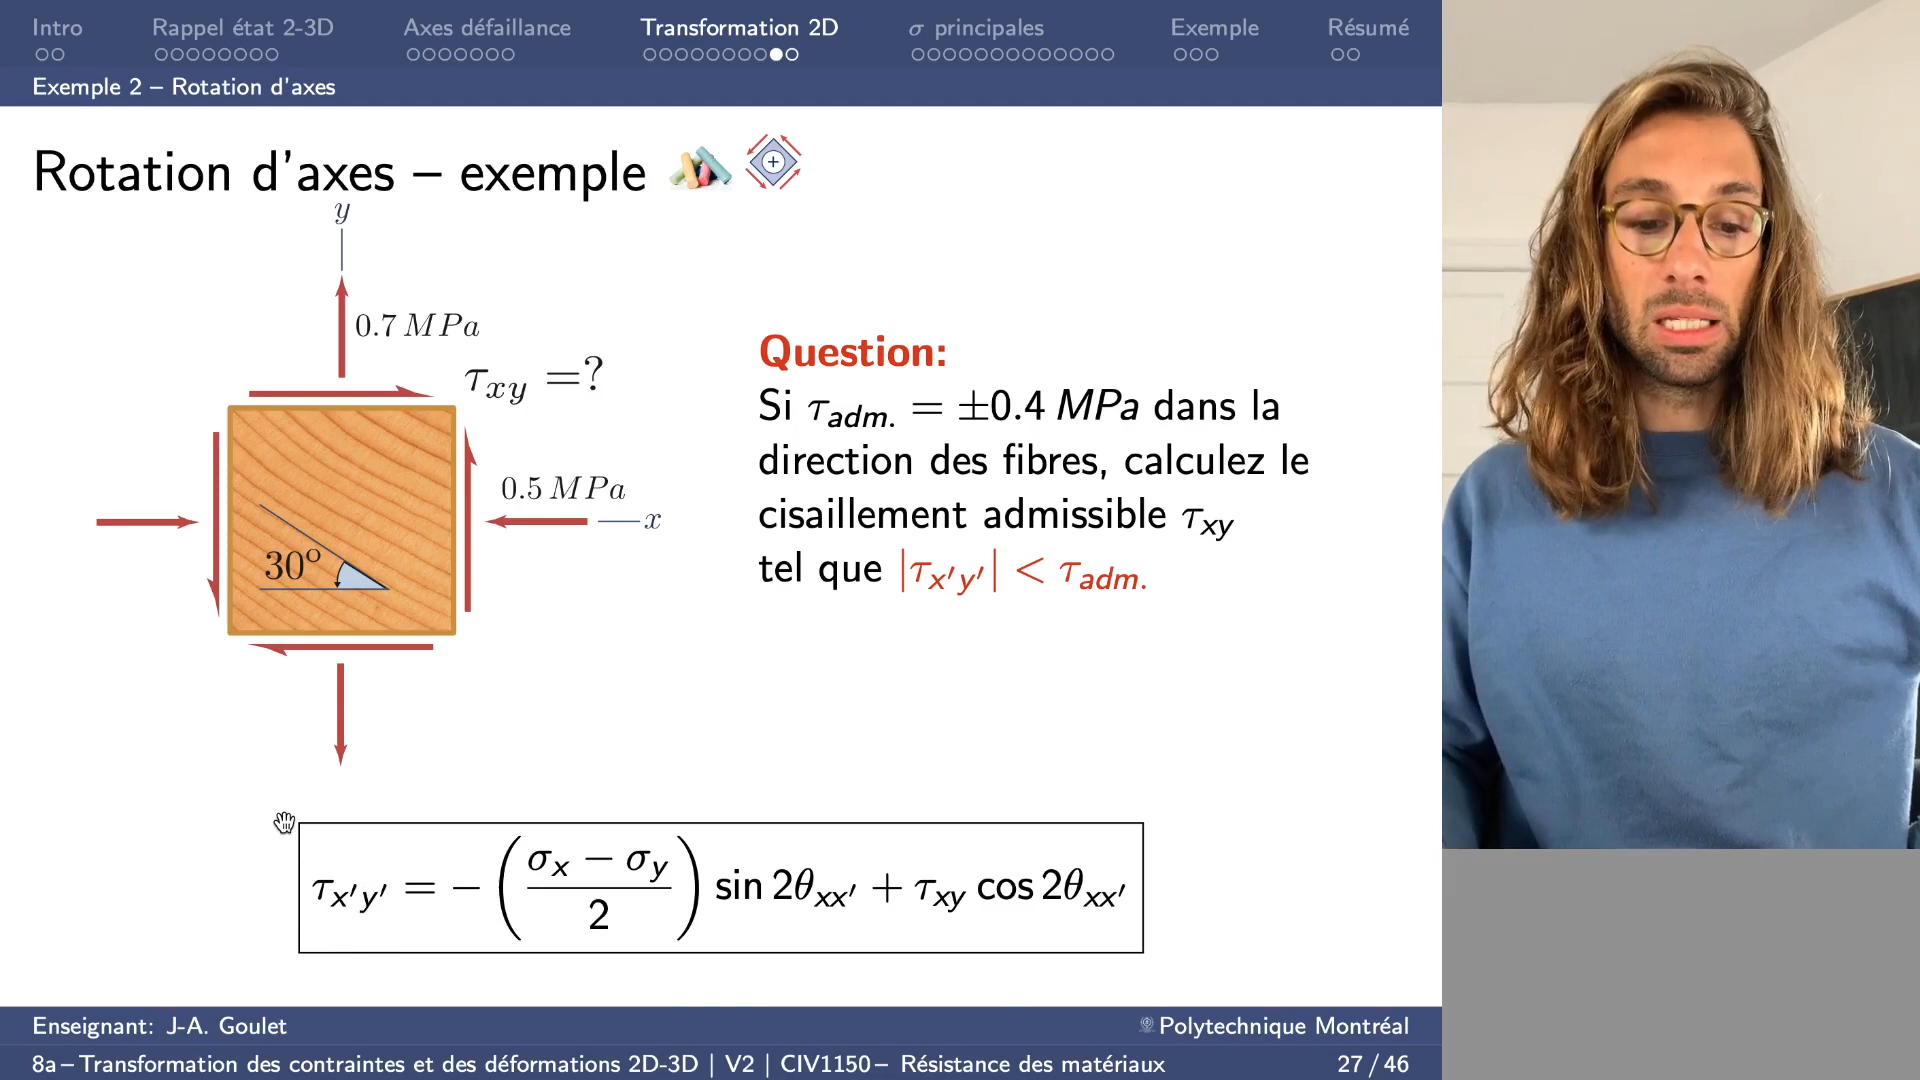 Intro Rappel état 2-3D Axes défaillance Transformation 2D σ principales Exemple Résumé
Exemple 2 – Rotation d'axes
Rotation d'axes – exemple
+
y
0.7 MPa
τxy =?
0.5 MPa
x
30°
Question:
Si τadm. = ±0.4 MPa dans la
direction des fibres, calculez le
cisaillement admissible τxy
tel que |τx′y′| < τadm.
τx′y′ = − (σx − σy / 2) sin 2θxx′ + τxy cos 2θxx′
Enseignant: J-A. Goulet Polytechnique Montréal
8a – Transformation des contraintes et des déformations 2D-3D | V2 | CIV1150 – Résistance des matériaux 27 / 46